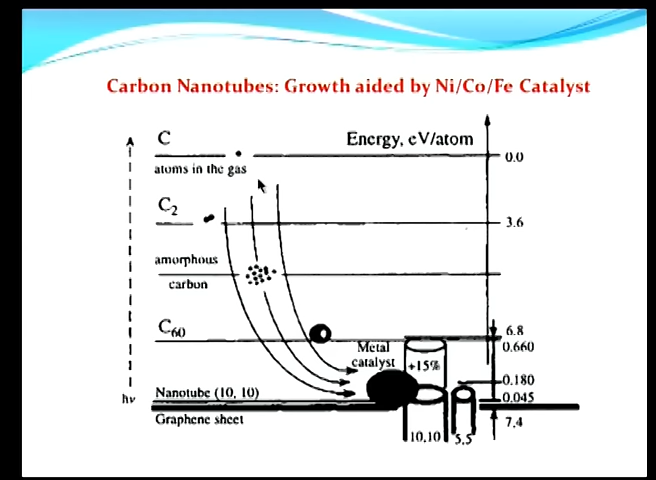 Carbon Nanotubes: Growth aided by Ni/Co/Fe Catalyst
C
Energy, eV/atom
0.0
atoms in the gas
C₂
3.6
amorphous
carbon
C₆₀
6.8
0.660
Metal
catalyst
+15%
0.180
Nanotube (10, 10)
0.045
hν
Graphene sheet
7.4
10,10
5,5